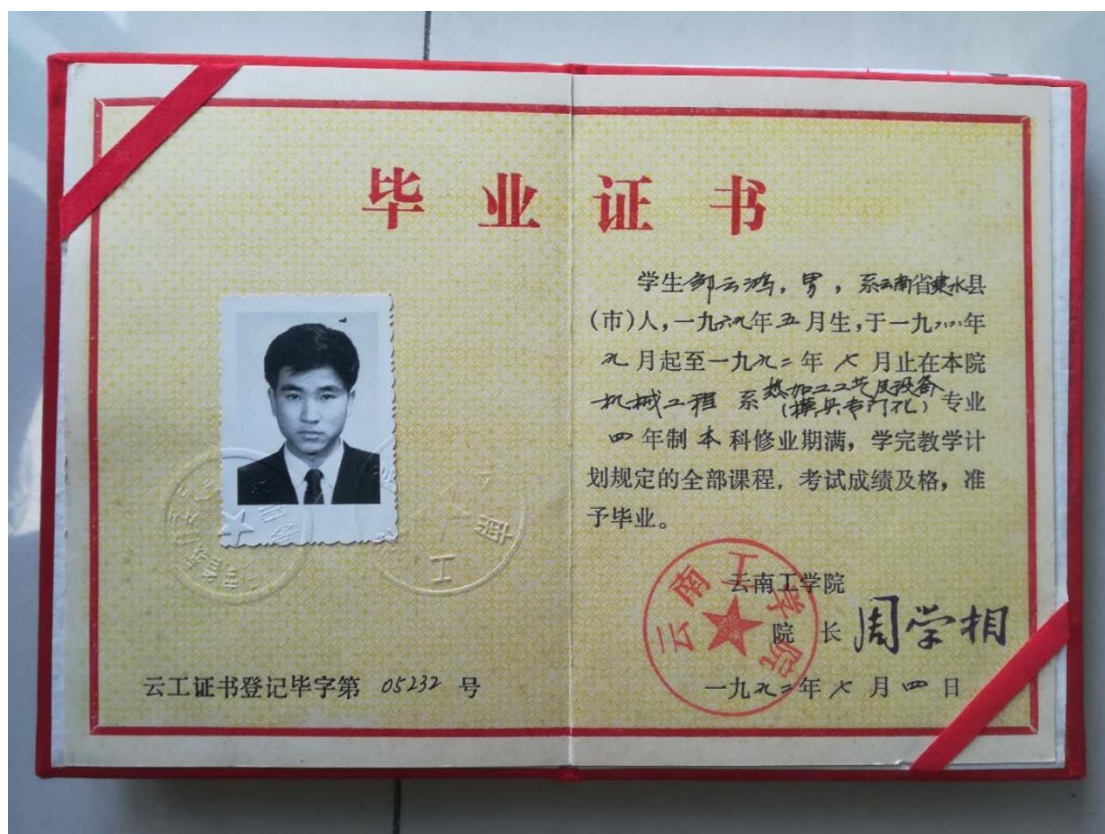 毕业证书
学生邹云鸿，男，系云南省建水县
(市)人，一九六九年五月生，于一九八八年
九月起至一九九二年七月止在本院
机械工程系热加工工艺及设备(模具专门化)专业
四年制本科修业期满，学完教学计
划规定的全部课程，考试成绩及格，准
予毕业。
云南工学院
院长周学相
一九九二年七月四日
云工证书登记毕字第 05232 号
云南工学院